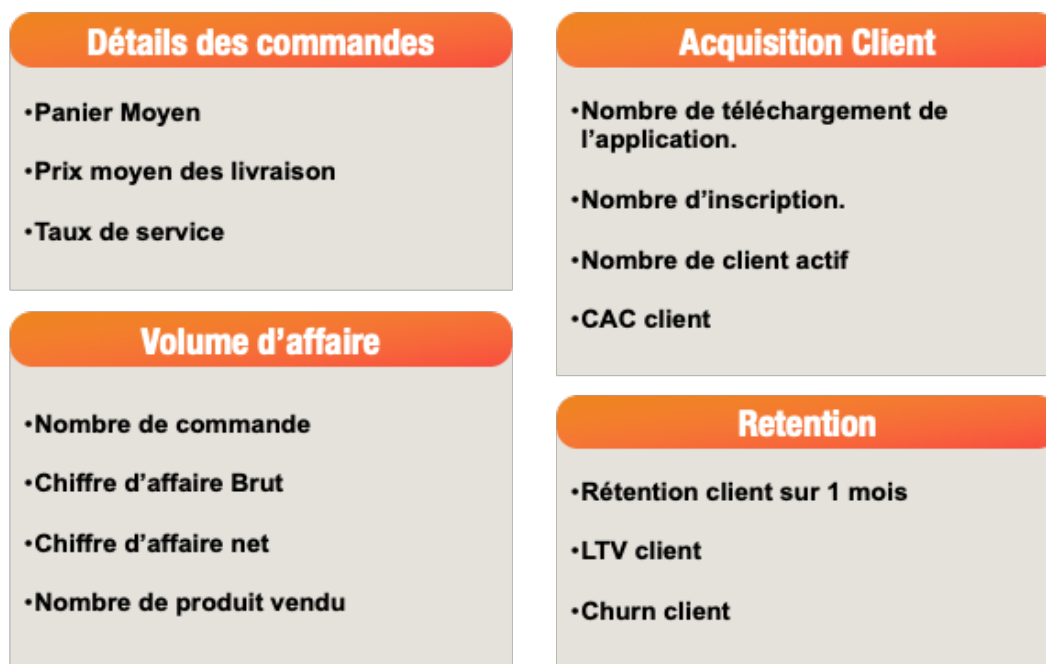 Détails des commandes
•Panier Moyen
•Prix moyen des livraison
•Taux de service
Volume d’affaire
•Nombre de commande
•Chiffre d’affaire Brut
•Chiffre d’affaire net
•Nombre de produit vendu
Acquisition Client
•Nombre de téléchargement de
l’application.
•Nombre d’inscription.
•Nombre de client actif
•CAC client
Retention
•Rétention client sur 1 mois
•LTV client
•Churn client